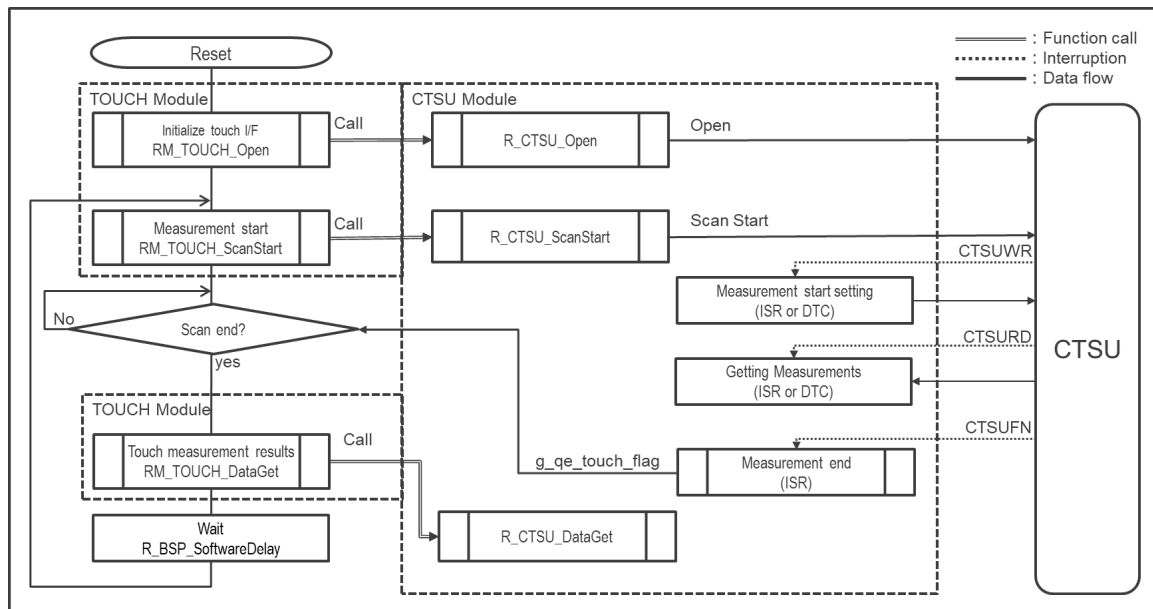 Reset
: Function call
: Interruption
: Data flow
TOUCH Module
CTSU Module
Initialize touch I/F
RM_TOUCH_Open
Call
R_CTSU_Open
Open
Measurement start
RM_TOUCH_ScanStart
Call
R_CTSU_ScanStart
Scan Start
CTSUWR
Measurement start setting
(ISR or DTC)
No
Scan end?
yes
CTSURD
Getting Measurements
(ISR or DTC)
CTSU
TOUCH Module
Touch measurement results
RM_TOUCH_DataGet
Call
g_qe_touch_flag
CTSUFN
Measurement end
(ISR)
Wait
R_BSP_SoftwareDelay
R_CTSU_DataGet